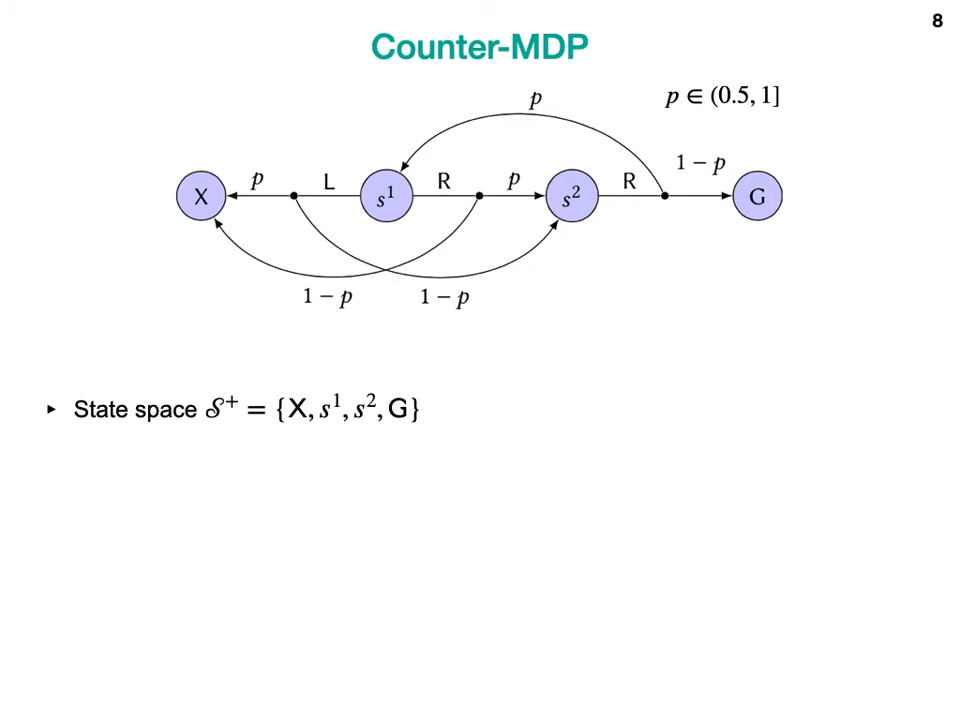 8
Counter-MDP
p ∈ (0.5, 1]
p
1 − p
X p L s¹ R p s² R G
1 − p 1 − p
▸ State space 𝒮⁺ = {X, s¹, s², G}